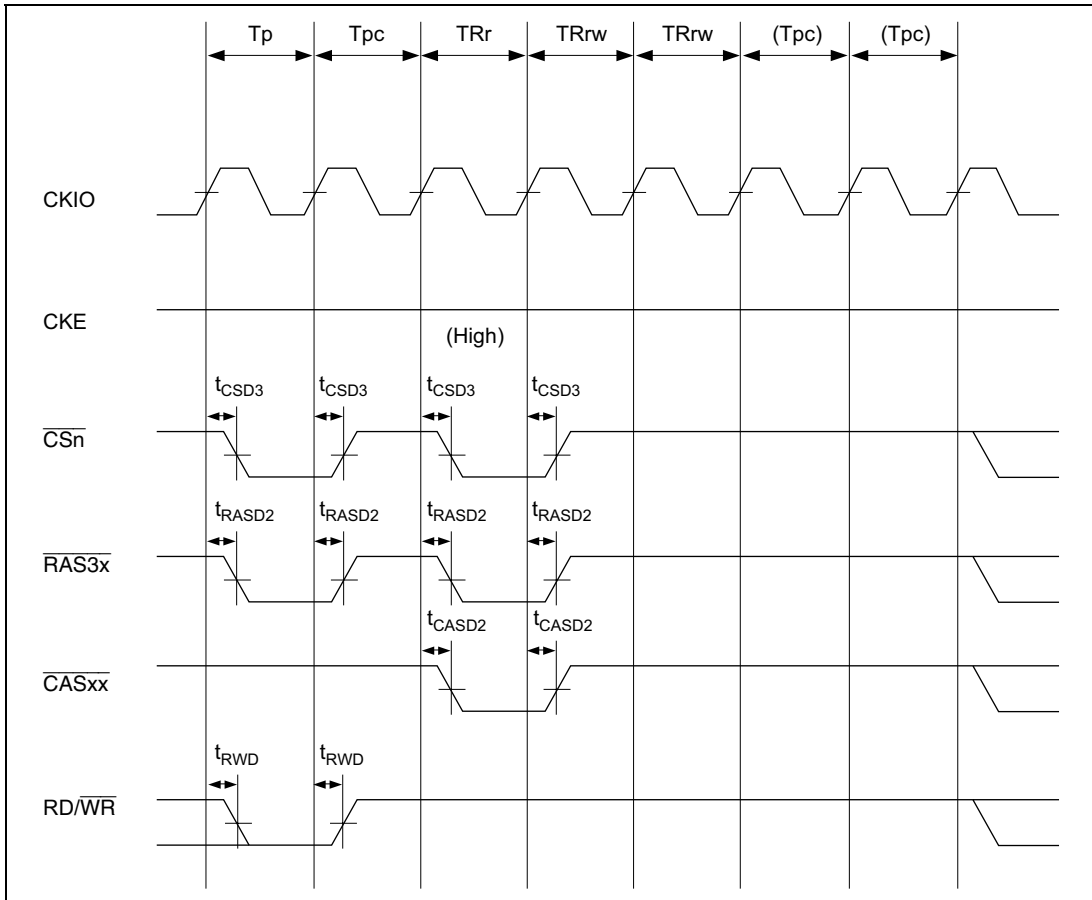 Tp Tpc TRr TRrw TRrw (Tpc) (Tpc)
CKIO
CKE
(High)
tCSD3 tCSD3 tCSD3 tCSD3
CSn
tRASD2 tRASD2 tRASD2 tRASD2
RAS3x
tCASD2 tCASD2
CASxx
tRWD tRWD
RD/WR